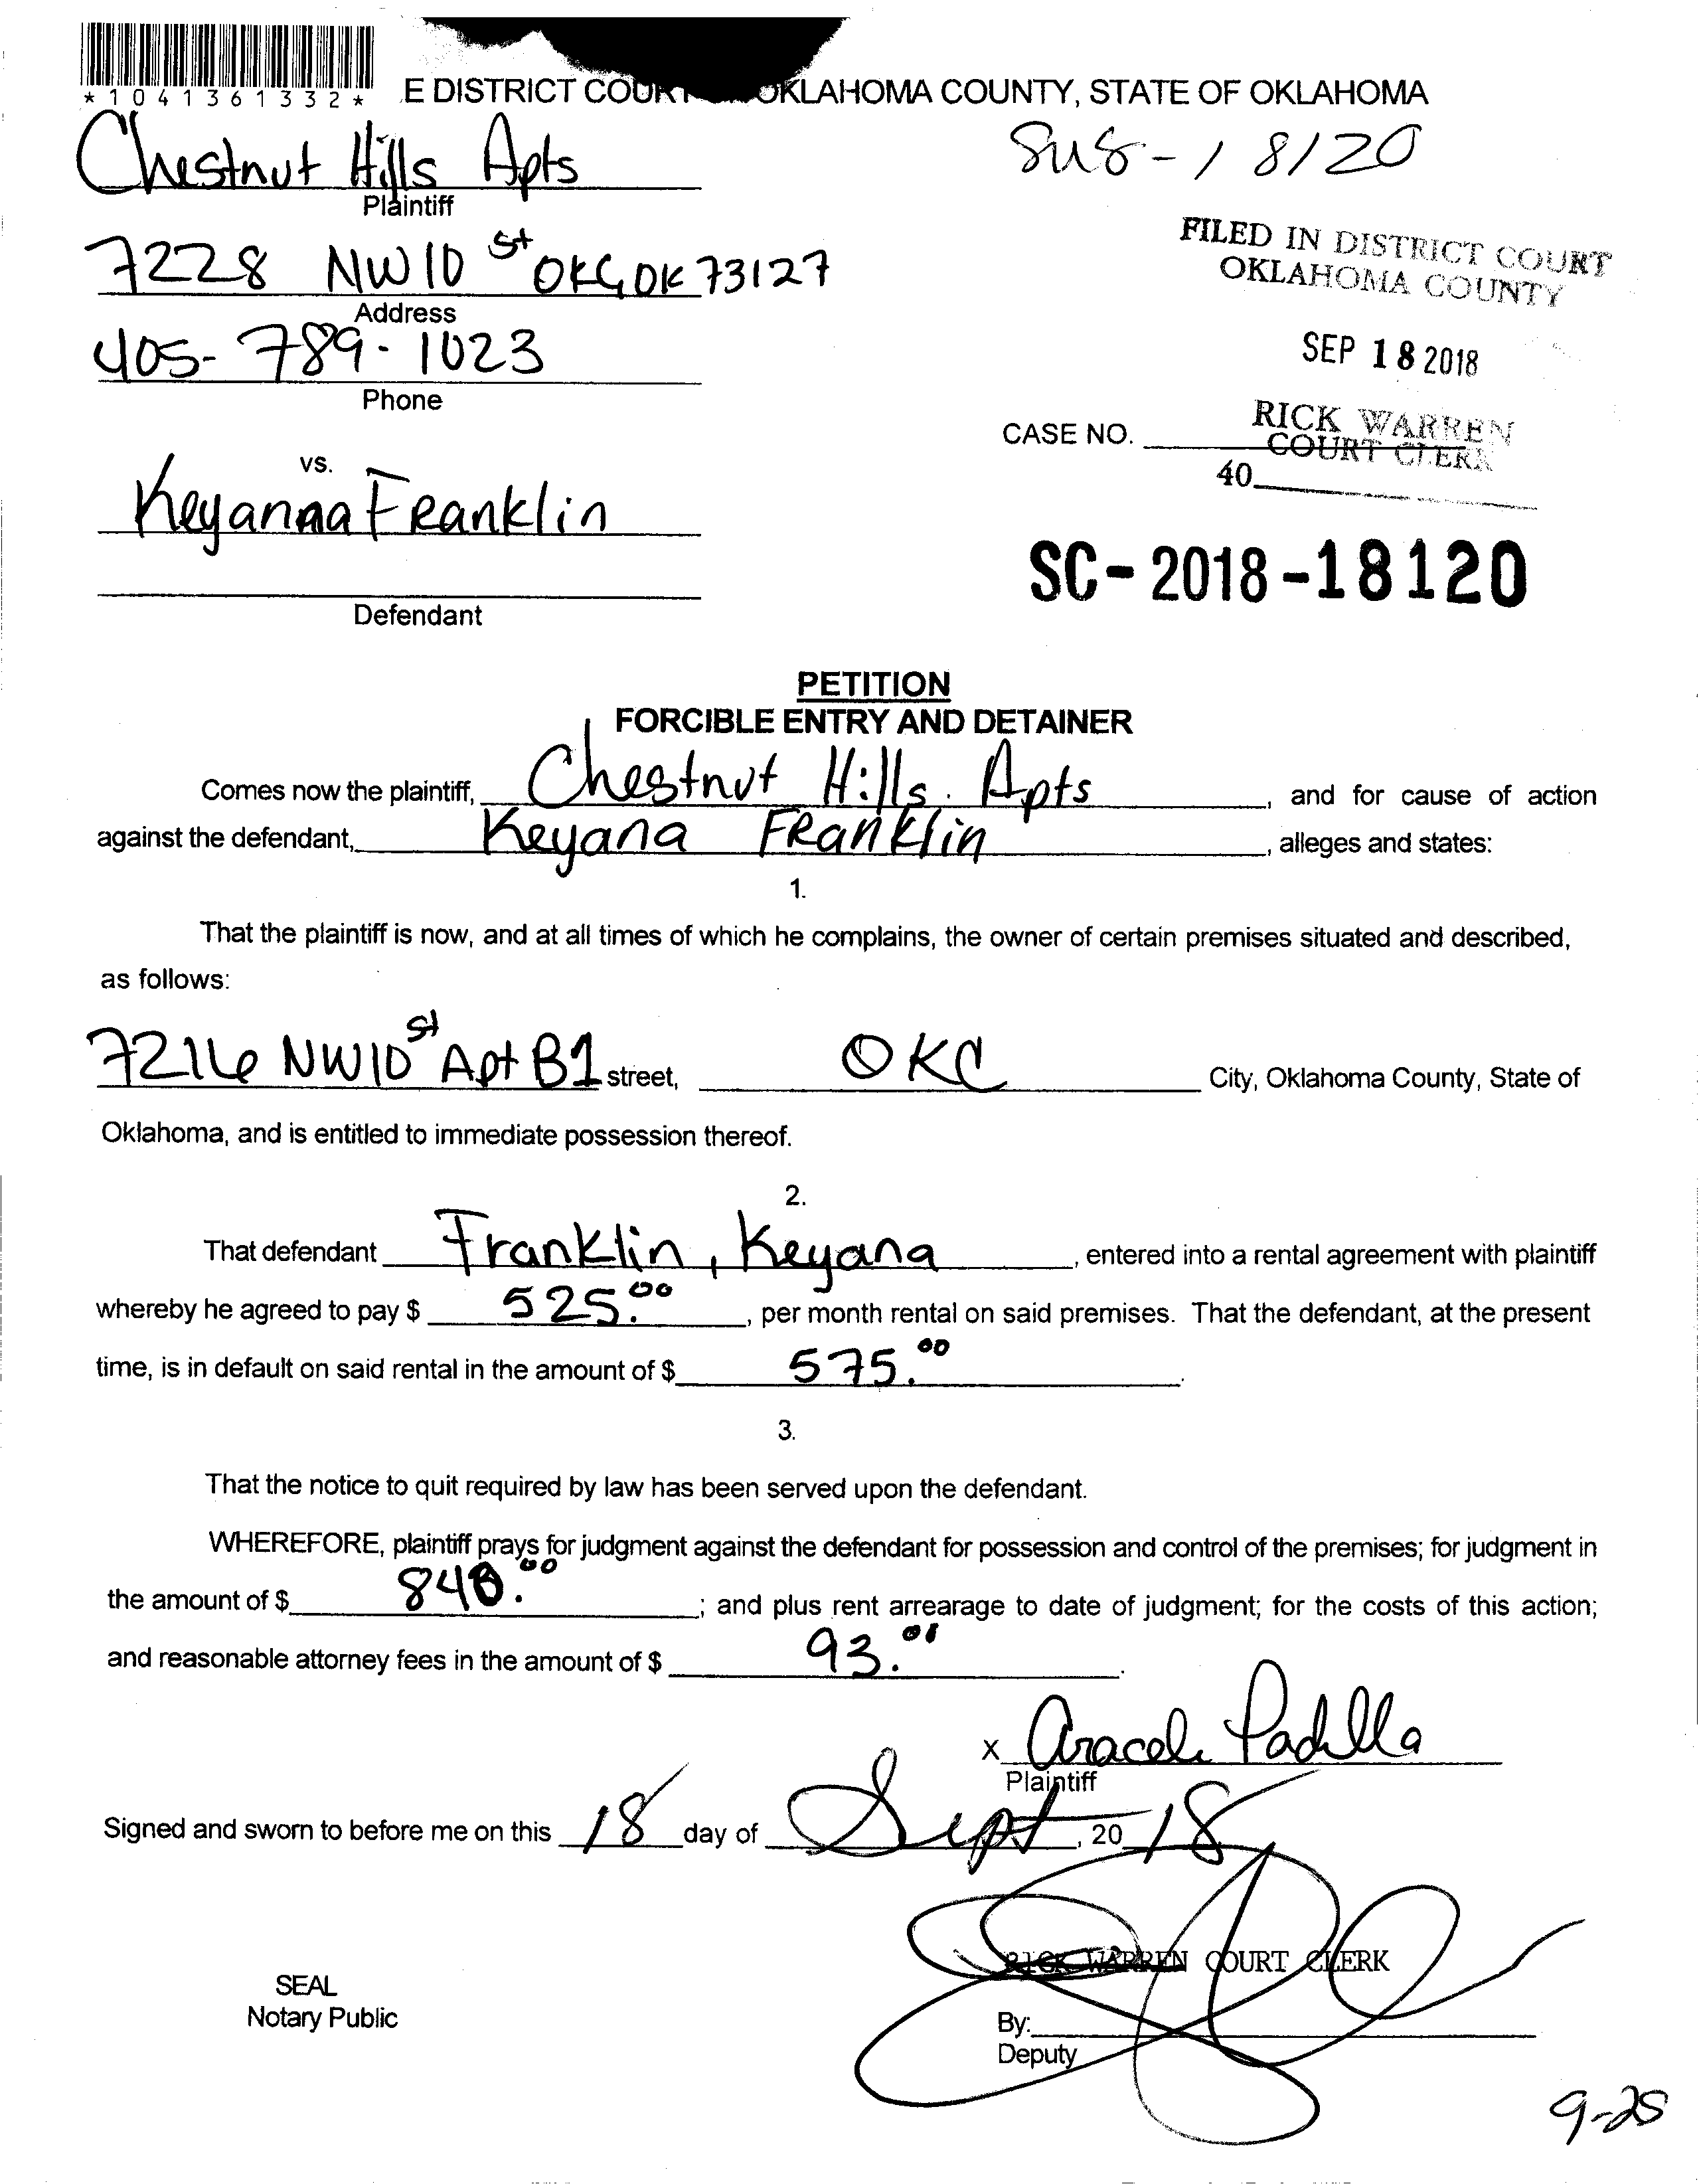 *1041361332*
E DISTRICT COURT OKLAHOMA COUNTY, STATE OF OKLAHOMA
Chestnut Hills Apts
Plaintiff
18120
7228 NW 10 St OKC, OK 73127
Address
FILED IN DISTRICT COURT
OKLAHOMA COUNTY
405-789-1023
Phone
SEP 18 2018
RICK WARREN
COURT CLERK
CASE NO.
40
vs.
Keyanna Franklin
Defendant
SC-2018-18120
PETITION
FORCIBLE ENTRY AND DETAINER
Comes now the plaintiff, Chestnut Hills. Apts, and for cause of action
against the defendant, Keyana Franklin, alleges and states:
1.
That the plaintiff is now, and at all times of which he complains, the owner of certain premises situated and described,
as follows:
7216 NW 10 st Apt B1 street, OKC City, Oklahoma County, State of
Oklahoma, and is entitled to immediate possession thereof.
2.
That defendant Franklin, Keyana, entered into a rental agreement with plaintiff
whereby he agreed to pay $ 525.00, per month rental on said premises. That the defendant, at the present
time, is in default on said rental in the amount of $ 575.00.
3.
That the notice to quit required by law has been served upon the defendant.
WHEREFORE, plaintiff prays for judgment against the defendant for possession and control of the premises; for judgment in
the amount of $ 840.00; and plus rent arrearage to date of judgment; for the costs of this action;
and reasonable attorney fees in the amount of $ 93.
x Araceli Padilla
Plaintiff
Signed and sworn to before me on this 18 day of Sept, 20 18
RICK WARREN COURT CLERK
SEAL
Notary Public
By:
Deputy
9-28